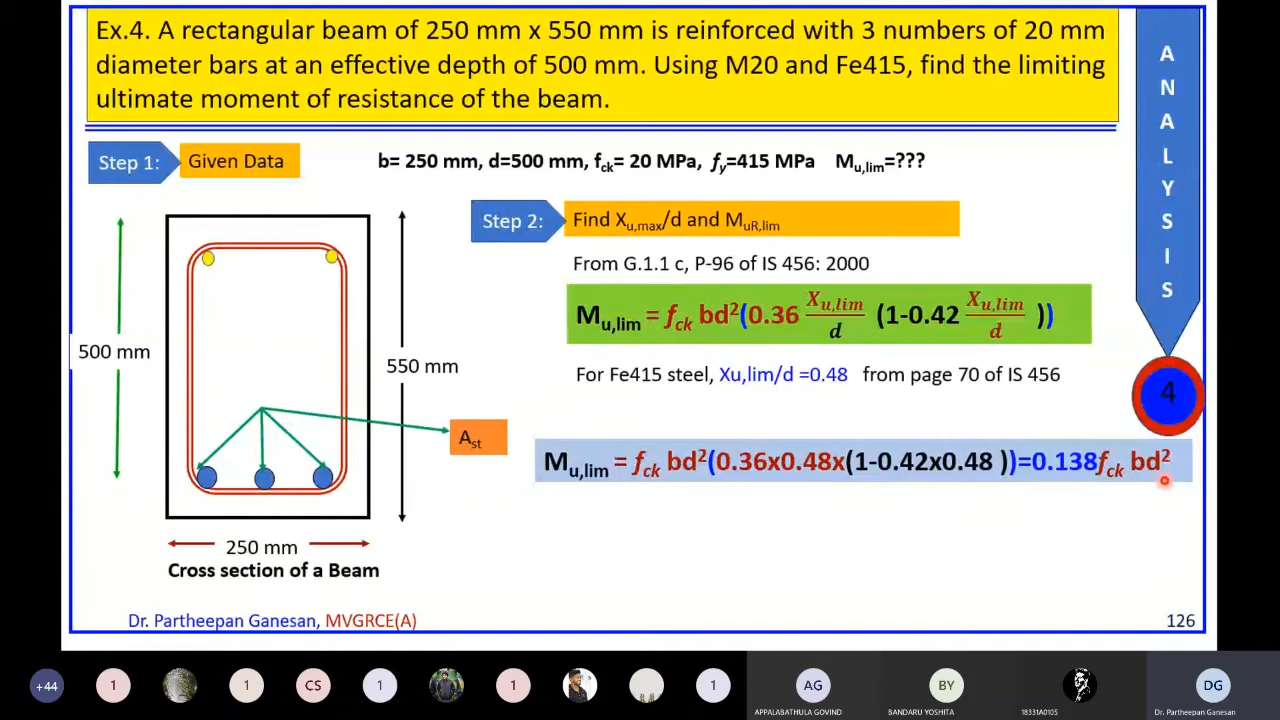 Ex.4. A rectangular beam of 250 mm x 550 mm is reinforced with 3 numbers of 20 mm
diameter bars at an effective depth of 500 mm. Using M20 and Fe415, find the limiting
ultimate moment of resistance of the beam.
ANALYSIS
4
Step 1: Given Data
b= 250 mm, d=500 mm, fck= 20 MPa, fy=415 MPa Mu,lim=???
Step 2: Find Xu,max/d and MuR,lim
From G.1.1 c, P-96 of IS 456: 2000
Mu,lim = fck bd²(0.36 Xu,lim/d (1-0.42 Xu,lim/d ))
For Fe415 steel, Xu,lim/d =0.48 from page 70 of IS 456
Mu,lim = fck bd²(0.36x0.48x(1-0.42x0.48 ))=0.138fck bd²
500 mm
550 mm
Ast
250 mm
Cross section of a Beam
Dr. Partheepan Ganesan, MVGRCE(A)
126
+44
1
1
CS
1
1
1
AG
BY
DG
APPALABATHULA GOVIND
BANDARU YOSHITA
18331A0105
Dr. Partheepan Ganesan